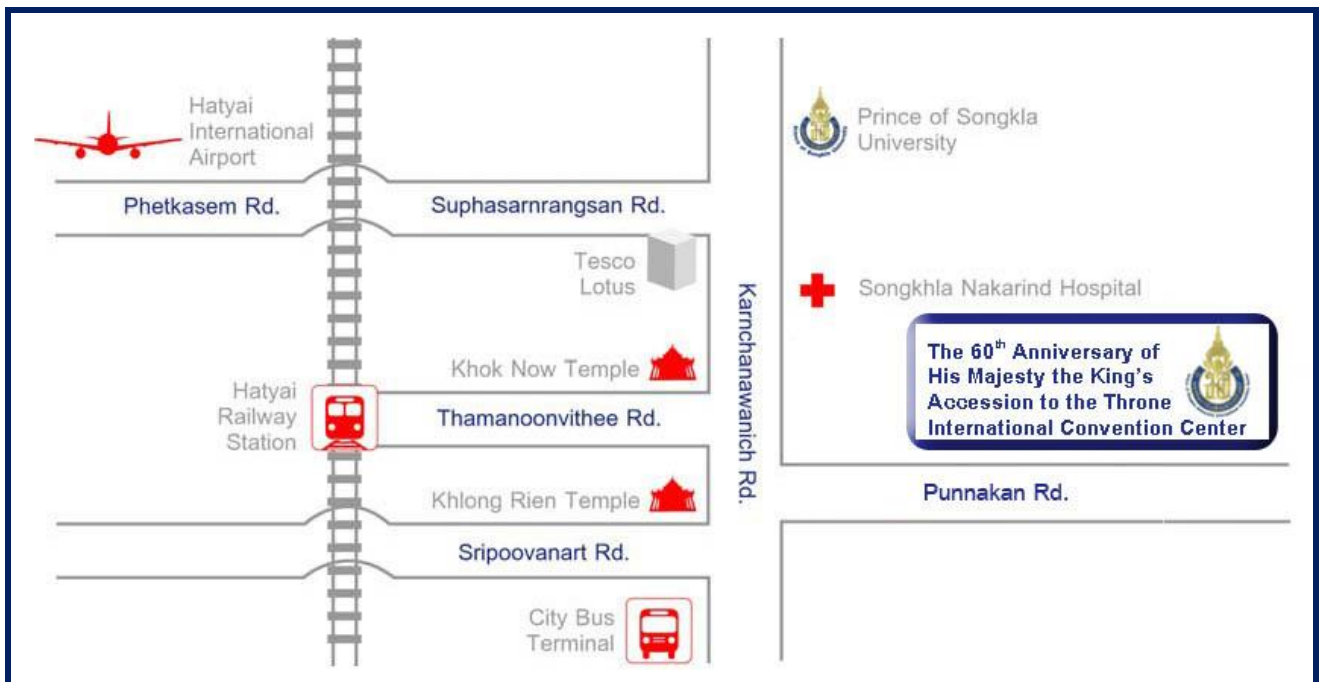 Hatyai
International
Airport
Prince of Songkla
University
Phetkasem Rd.
Suphasarnrangsan Rd.
Tesco
Lotus
Karnchanawanich Rd.
Songkhla Nakarind Hospital
The 60th Anniversary of
His Majesty the King's
Accession to the Throne
International Convention Center
Khok Now Temple
Hatyai
Railway
Station
Thamanoonvithee Rd.
Khlong Rien Temple
Punnakan Rd.
Sripoovanart Rd.
City Bus
Terminal